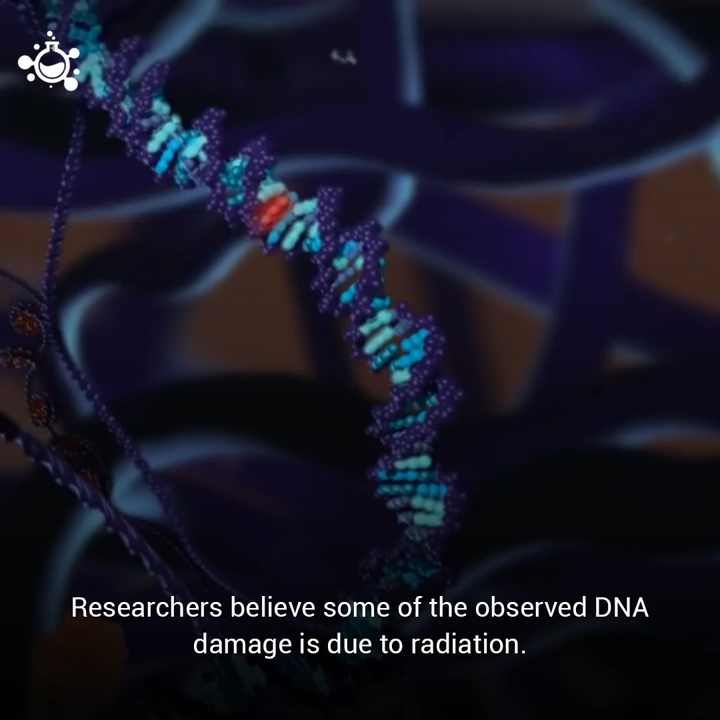 Researchers believe some of the observed DNA
damage is due to radiation.